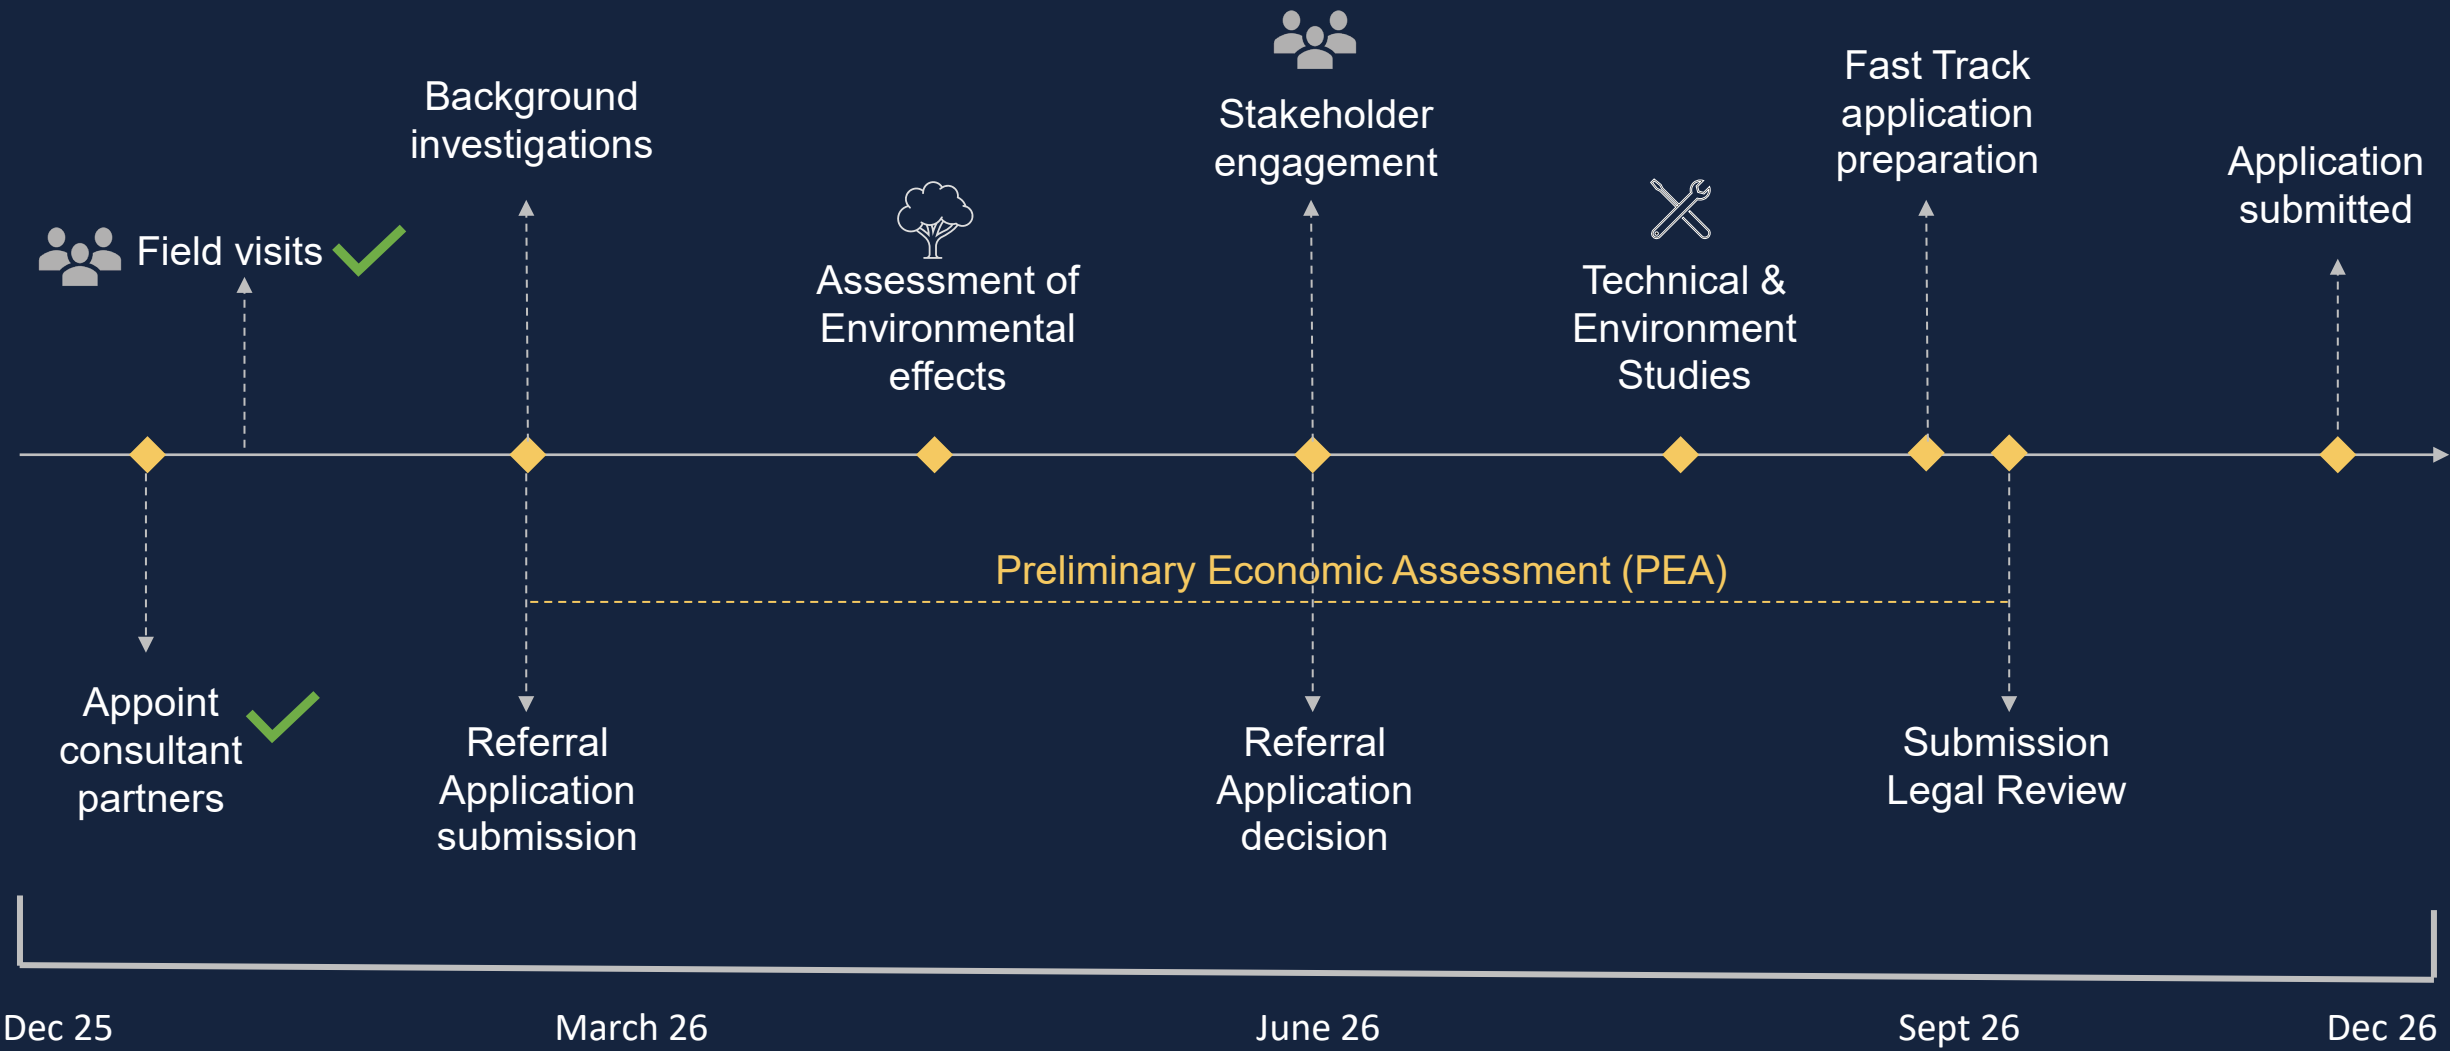 Field visits
Background
investigations
Assessment of
Environmental
effects
Stakeholder
engagement
Technical &
Environment
Studies
Fast Track
application
preparation
Application
submitted
Preliminary Economic Assessment (PEA)
Appoint
consultant
partners
Referral
Application
submission
Referral
Application
decision
Submission
Legal Review
Dec 25
March 26
June 26
Sept 26
Dec 26